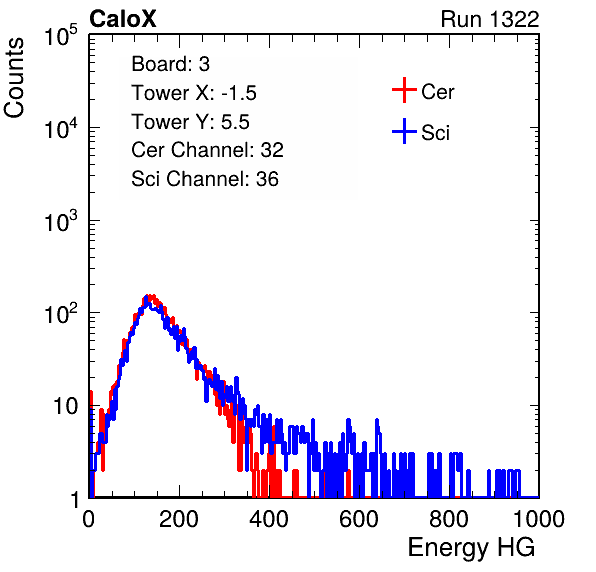 CaloX Run 1322
Counts
10^5
10^4
10^3
10^2
10
1
Board: 3
Tower X: -1.5
Tower Y: 5.5
Cer Channel: 32
Sci Channel: 36
Cer
Sci
0 200 400 600 800 1000
Energy HG